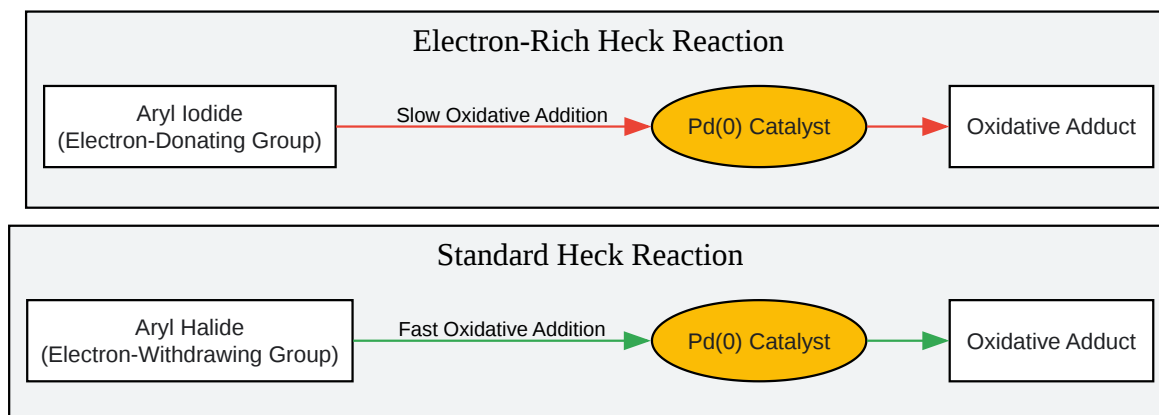 Electron-Rich Heck Reaction
Aryl Iodide
(Electron-Donating Group)
Slow Oxidative Addition
Pd(0) Catalyst
Oxidative Adduct
Standard Heck Reaction
Aryl Halide
(Electron-Withdrawing Group)
Fast Oxidative Addition
Pd(0) Catalyst
Oxidative Adduct